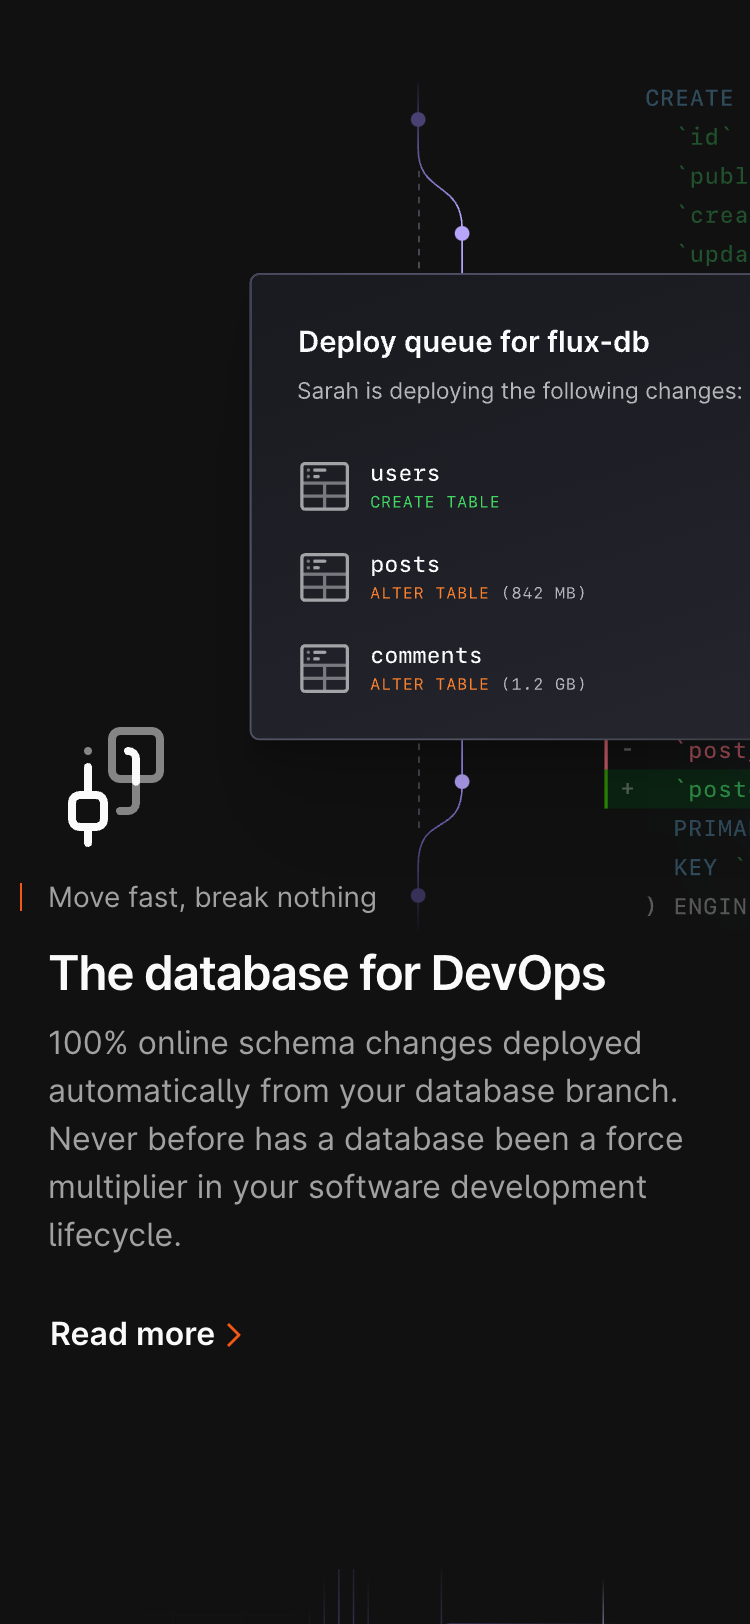 CREATE
`id`
`publ
`crea
`upda
Deploy queue for flux-db
Sarah is deploying the following changes:
users
CREATE TABLE
posts
ALTER TABLE (842 MB)
comments
ALTER TABLE (1.2 GB)
- `post_
+ `post
PRIMA
KEY `
) ENGIN
Move fast, break nothing
The database for DevOps
100% online schema changes deployed
automatically from your database branch.
Never before has a database been a force
multiplier in your software development
lifecycle.
Read more